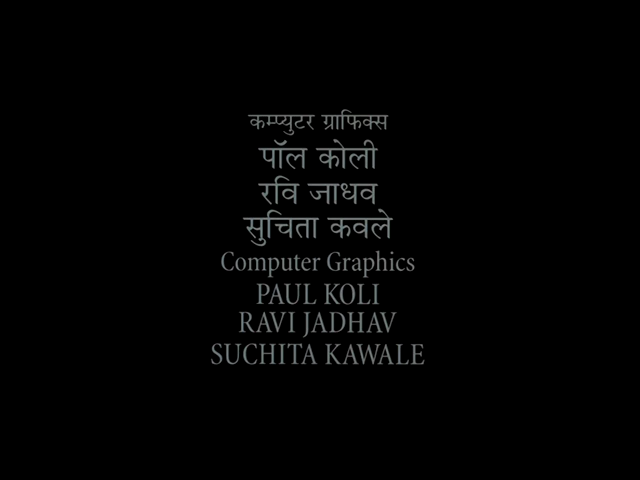 कम्प्युटर ग्राफिक्स
पॉल कोली
रवि जाधव
सुचिता कवले
Computer Graphics
PAUL KOLI
RAVI JADHAV
SUCHITA KAWALE